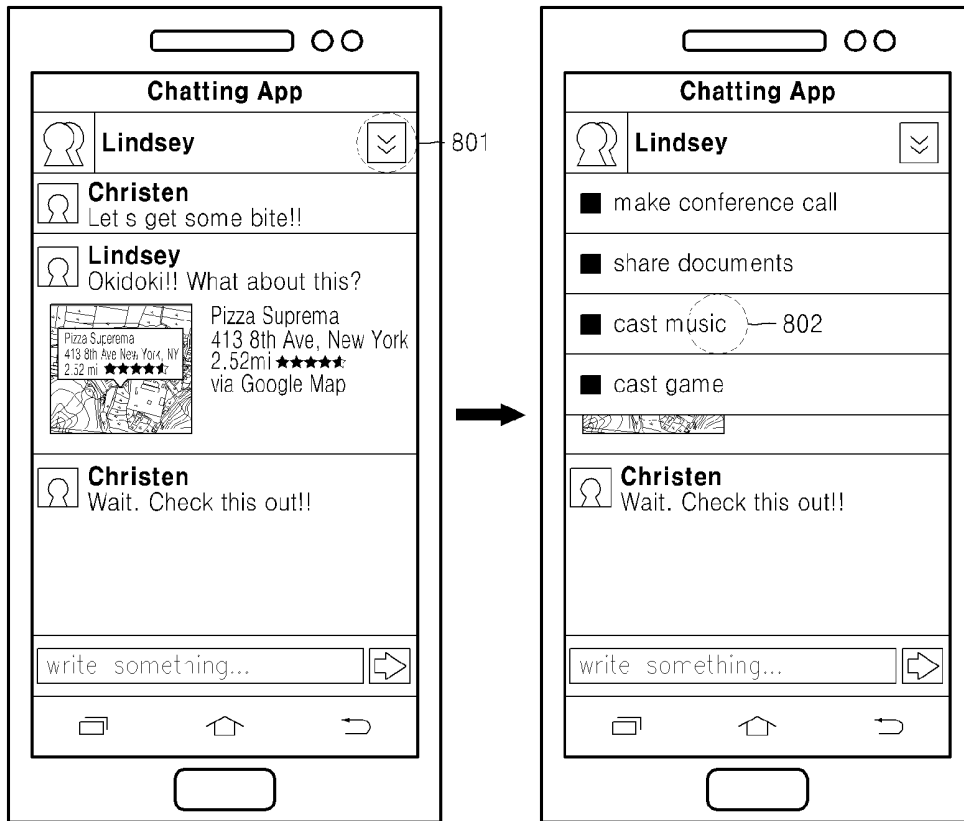 Chatting App
Lindsey
801
Christen
Let s get some bite!!
Lindsey
Okidoki!! What about this?
Pizza Superema
413 8th Ave New York, NY
2.52 mi ★★★★⯪
Pizza Suprema
413 8th Ave, New York
2.52mi ★★★★⯪
via Google Map
Christen
Wait. Check this out!!
write something...
Chatting App
Lindsey
■ make conference call
■ share documents
■ cast music
802
■ cast game
Christen
Wait. Check this out!!
write something...